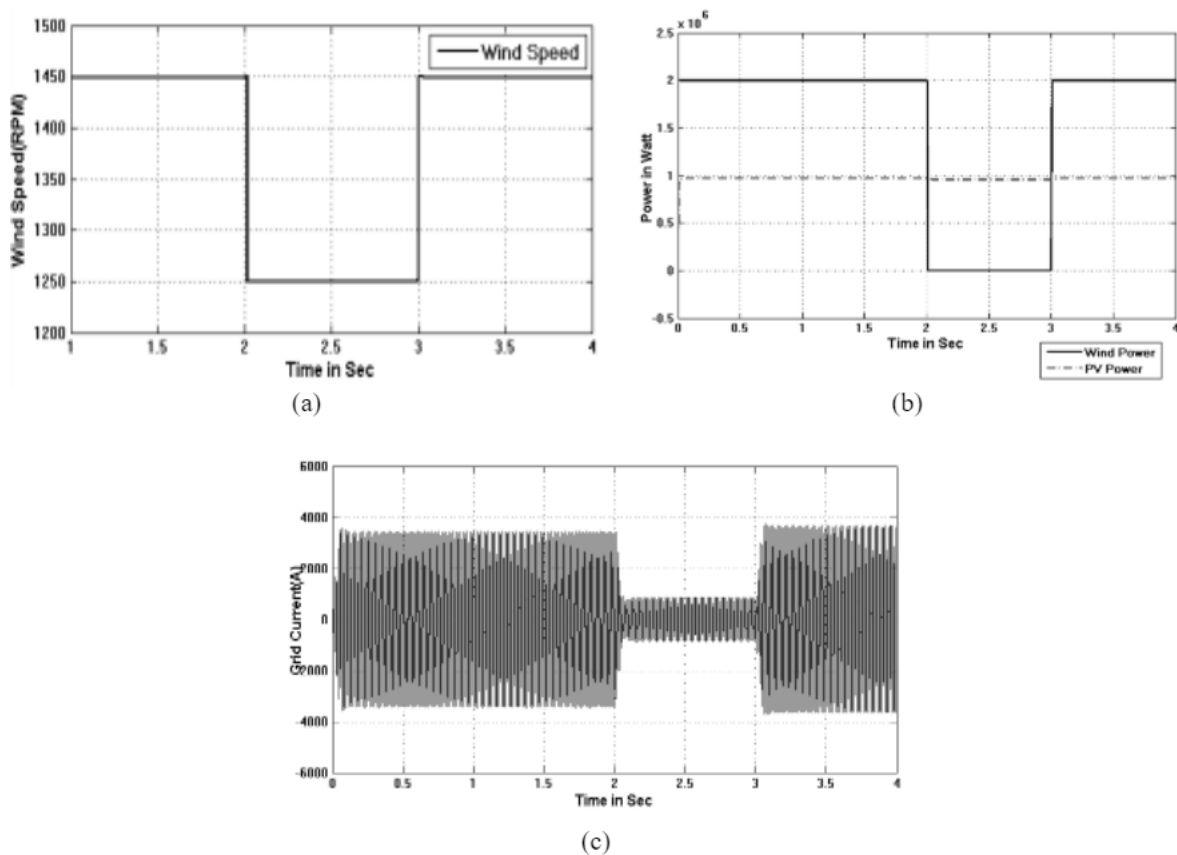 1500
1450
1400
1350
1300
1250
1200
Wind Speed(RPM)
Wind Speed
1 1.5 2 2.5 3 3.5 4
Time in Sec
(a)
x 10^6
2.5
2
1.5
1
0.5
0
-0.5
Power in Watt
0 0.5 1 1.5 2 2.5 3 3.5 4
Time in Sec
Wind Power
PV Power
(b)
6000
4000
2000
0
-2000
-4000
-6000
Grid Current(A)
0 0.5 1 1.5 2 2.5 3 3.5 4
Time in Sec
(c)